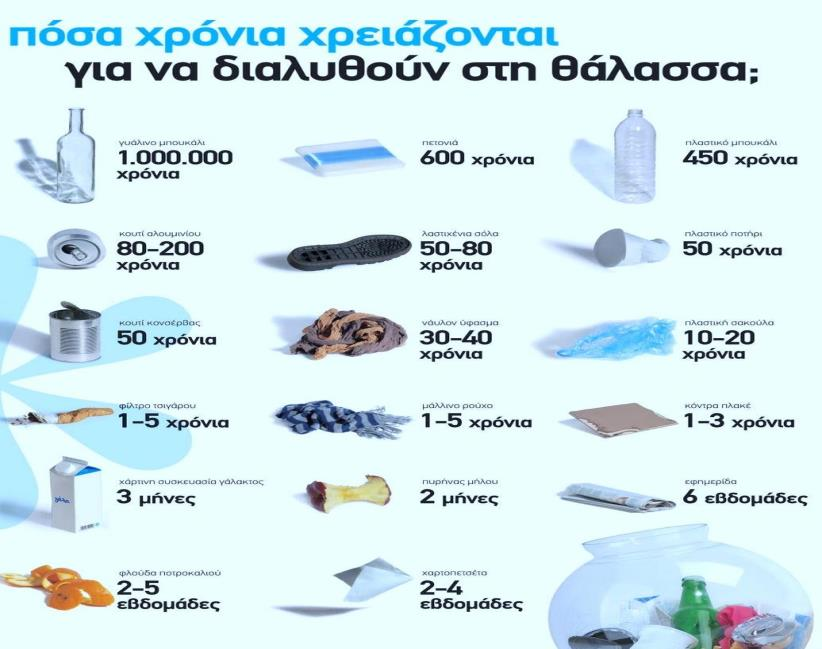 πόσα χρόνια χρειάζονται
για να διαλυθούν στη θάλασσα;
γυάλινο μπουκάλι
1.000.000
χρόνια
πετονιά
600 χρόνια
πλαστικό μπουκάλι
450 χρόνια
κουτί αλουμινίου
80-200
χρόνια
λαστιχένια σόλα
50-80
χρόνια
πλαστικό ποτήρι
50 χρόνια
κουτί κονσέρβας
50 χρόνια
νάυλον ύφασμα
30-40
χρόνια
πλαστική σακούλα
10-20
χρόνια
φίλτρο τσιγάρου
1-5 χρόνια
μάλλινο ρούχο
1-5 χρόνια
κόντρα πλακέ
1-3 χρόνια
χάρτινη συσκευασία γάλακτος
3 μήνες
γάλα
πυρήνας μήλου
2 μήνες
εφημερίδα
6 εβδομάδες
φλούδα πορτοκαλιού
2-5
εβδομάδες
χαρτοπετσέτα
2-4
εβδομάδες